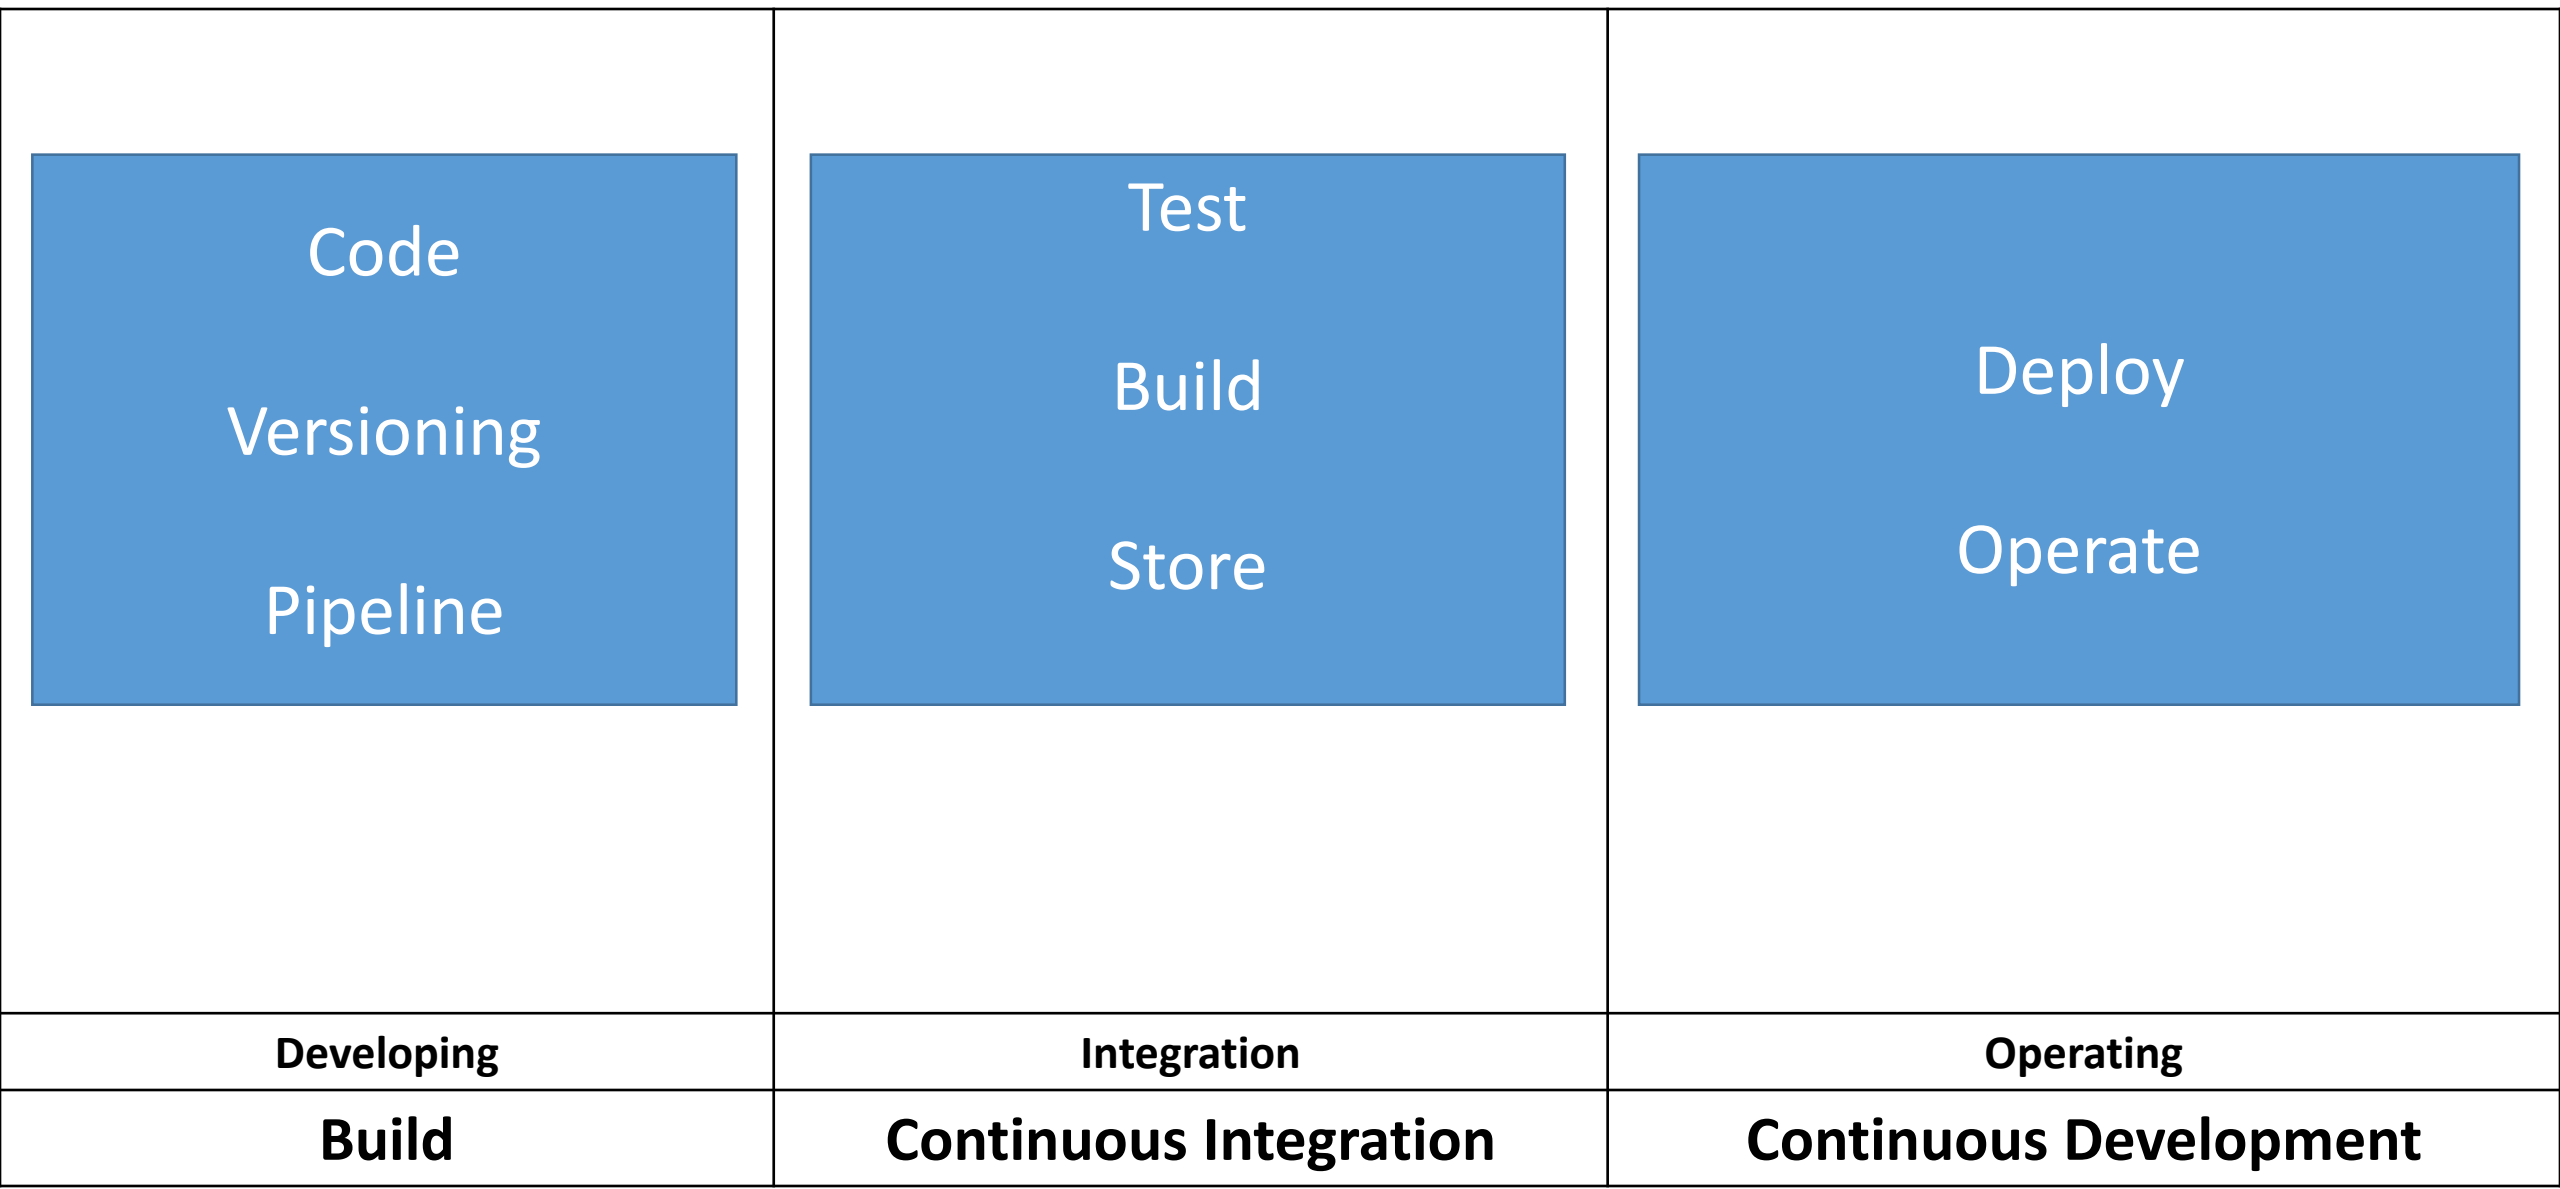 Code
Versioning
Pipeline
Test
Build
Store
Deploy
Operate
Developing
Integration
Operating
Build
Continuous Integration
Continuous Development